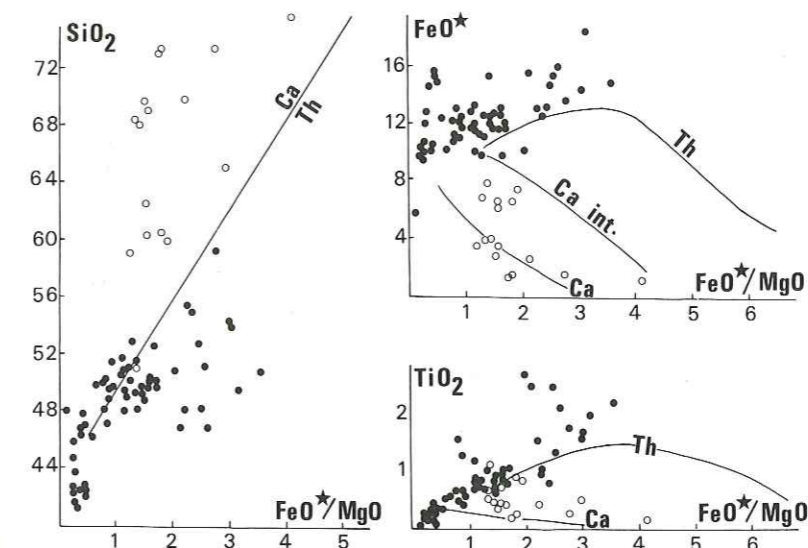 SiO₂
72
68
64
60
56
52
48
44
Ca
Th
FeO★/MgO
1 2 3 4 5
FeO★
16
12
8
4
Th
Ca int.
Ca
FeO★/MgO
1 2 3 4 5 6
TiO₂
2
1
Th
Ca
FeO★/MgO
1 2 3 4 5 6